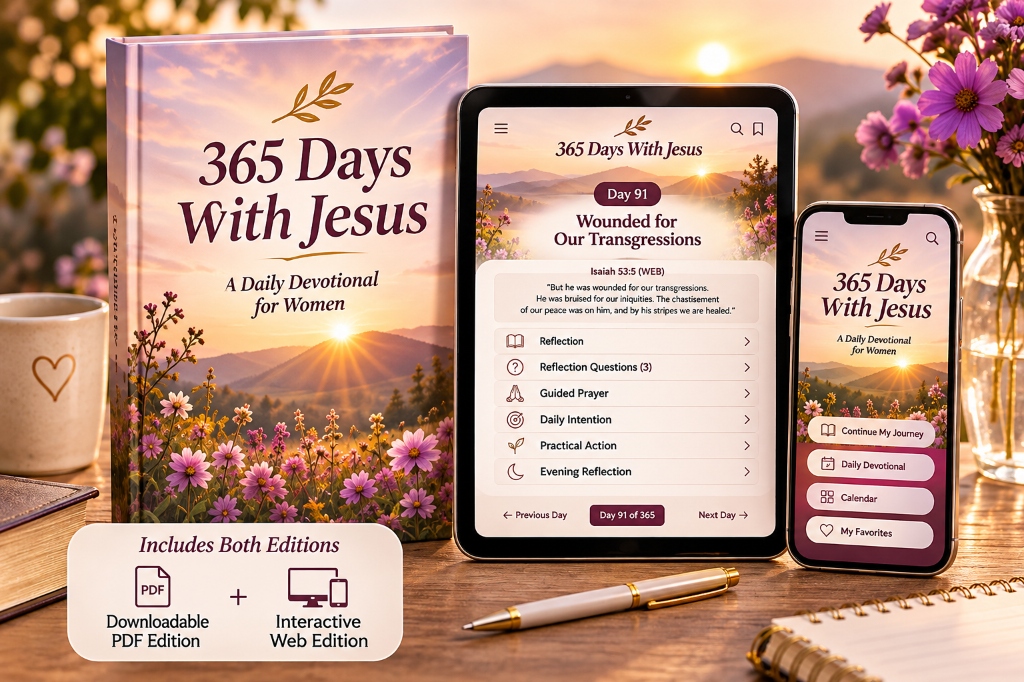 365 Days
With Jesus
A Daily Devotional
for Women
Includes Both Editions
PDF
Downloadable
PDF Edition
+
Interactive
Web Edition
365 Days With Jesus
Day 91
Wounded for
Our Transgressions
Isaiah 53:5 (WEB)
“But he was wounded for our transgressions.
He was bruised for our iniquities. The chastisement
of our peace was on him, and by his stripes we are healed.”
Reflection
Reflection Questions (3)
Guided Prayer
Daily Intention
Practical Action
Evening Reflection
← Previous Day
Day 91 of 365
Next Day →
365 Days
With Jesus
A Daily Devotional
for Women
Continue My Journey
Daily Devotional
Calendar
My Favorites